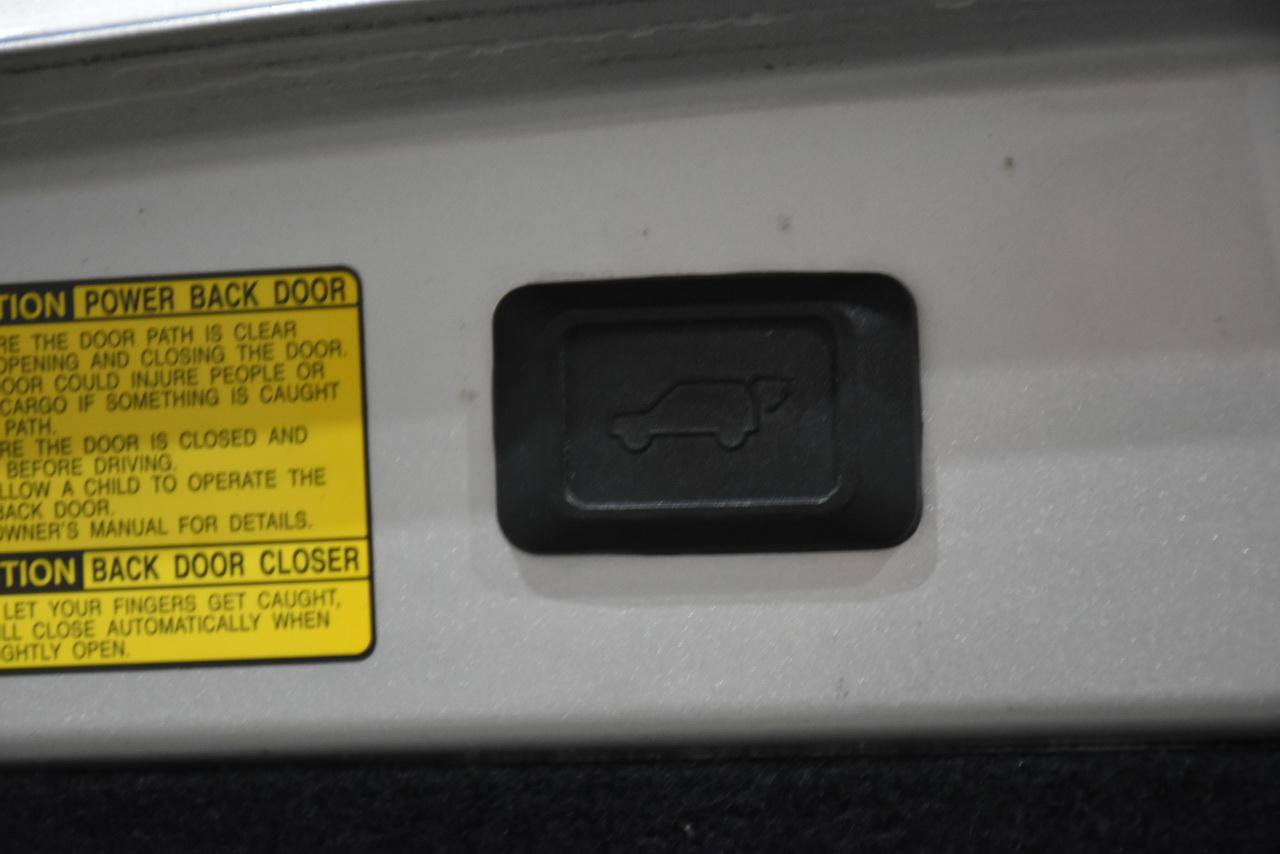 TION POWER BACK DOOR
RE THE DOOR PATH IS CLEAR
OPENING AND CLOSING THE DOOR.
OOR COULD INJURE PEOPLE OR
CARGO IF SOMETHING IS CAUGHT
PATH.
RE THE DOOR IS CLOSED AND
BEFORE DRIVING.
LLOW A CHILD TO OPERATE THE
BACK DOOR.
OWNER'S MANUAL FOR DETAILS.
TION BACK DOOR CLOSER
LET YOUR FINGERS GET CAUGHT,
ILL CLOSE AUTOMATICALLY WHEN
IGHTLY OPEN.